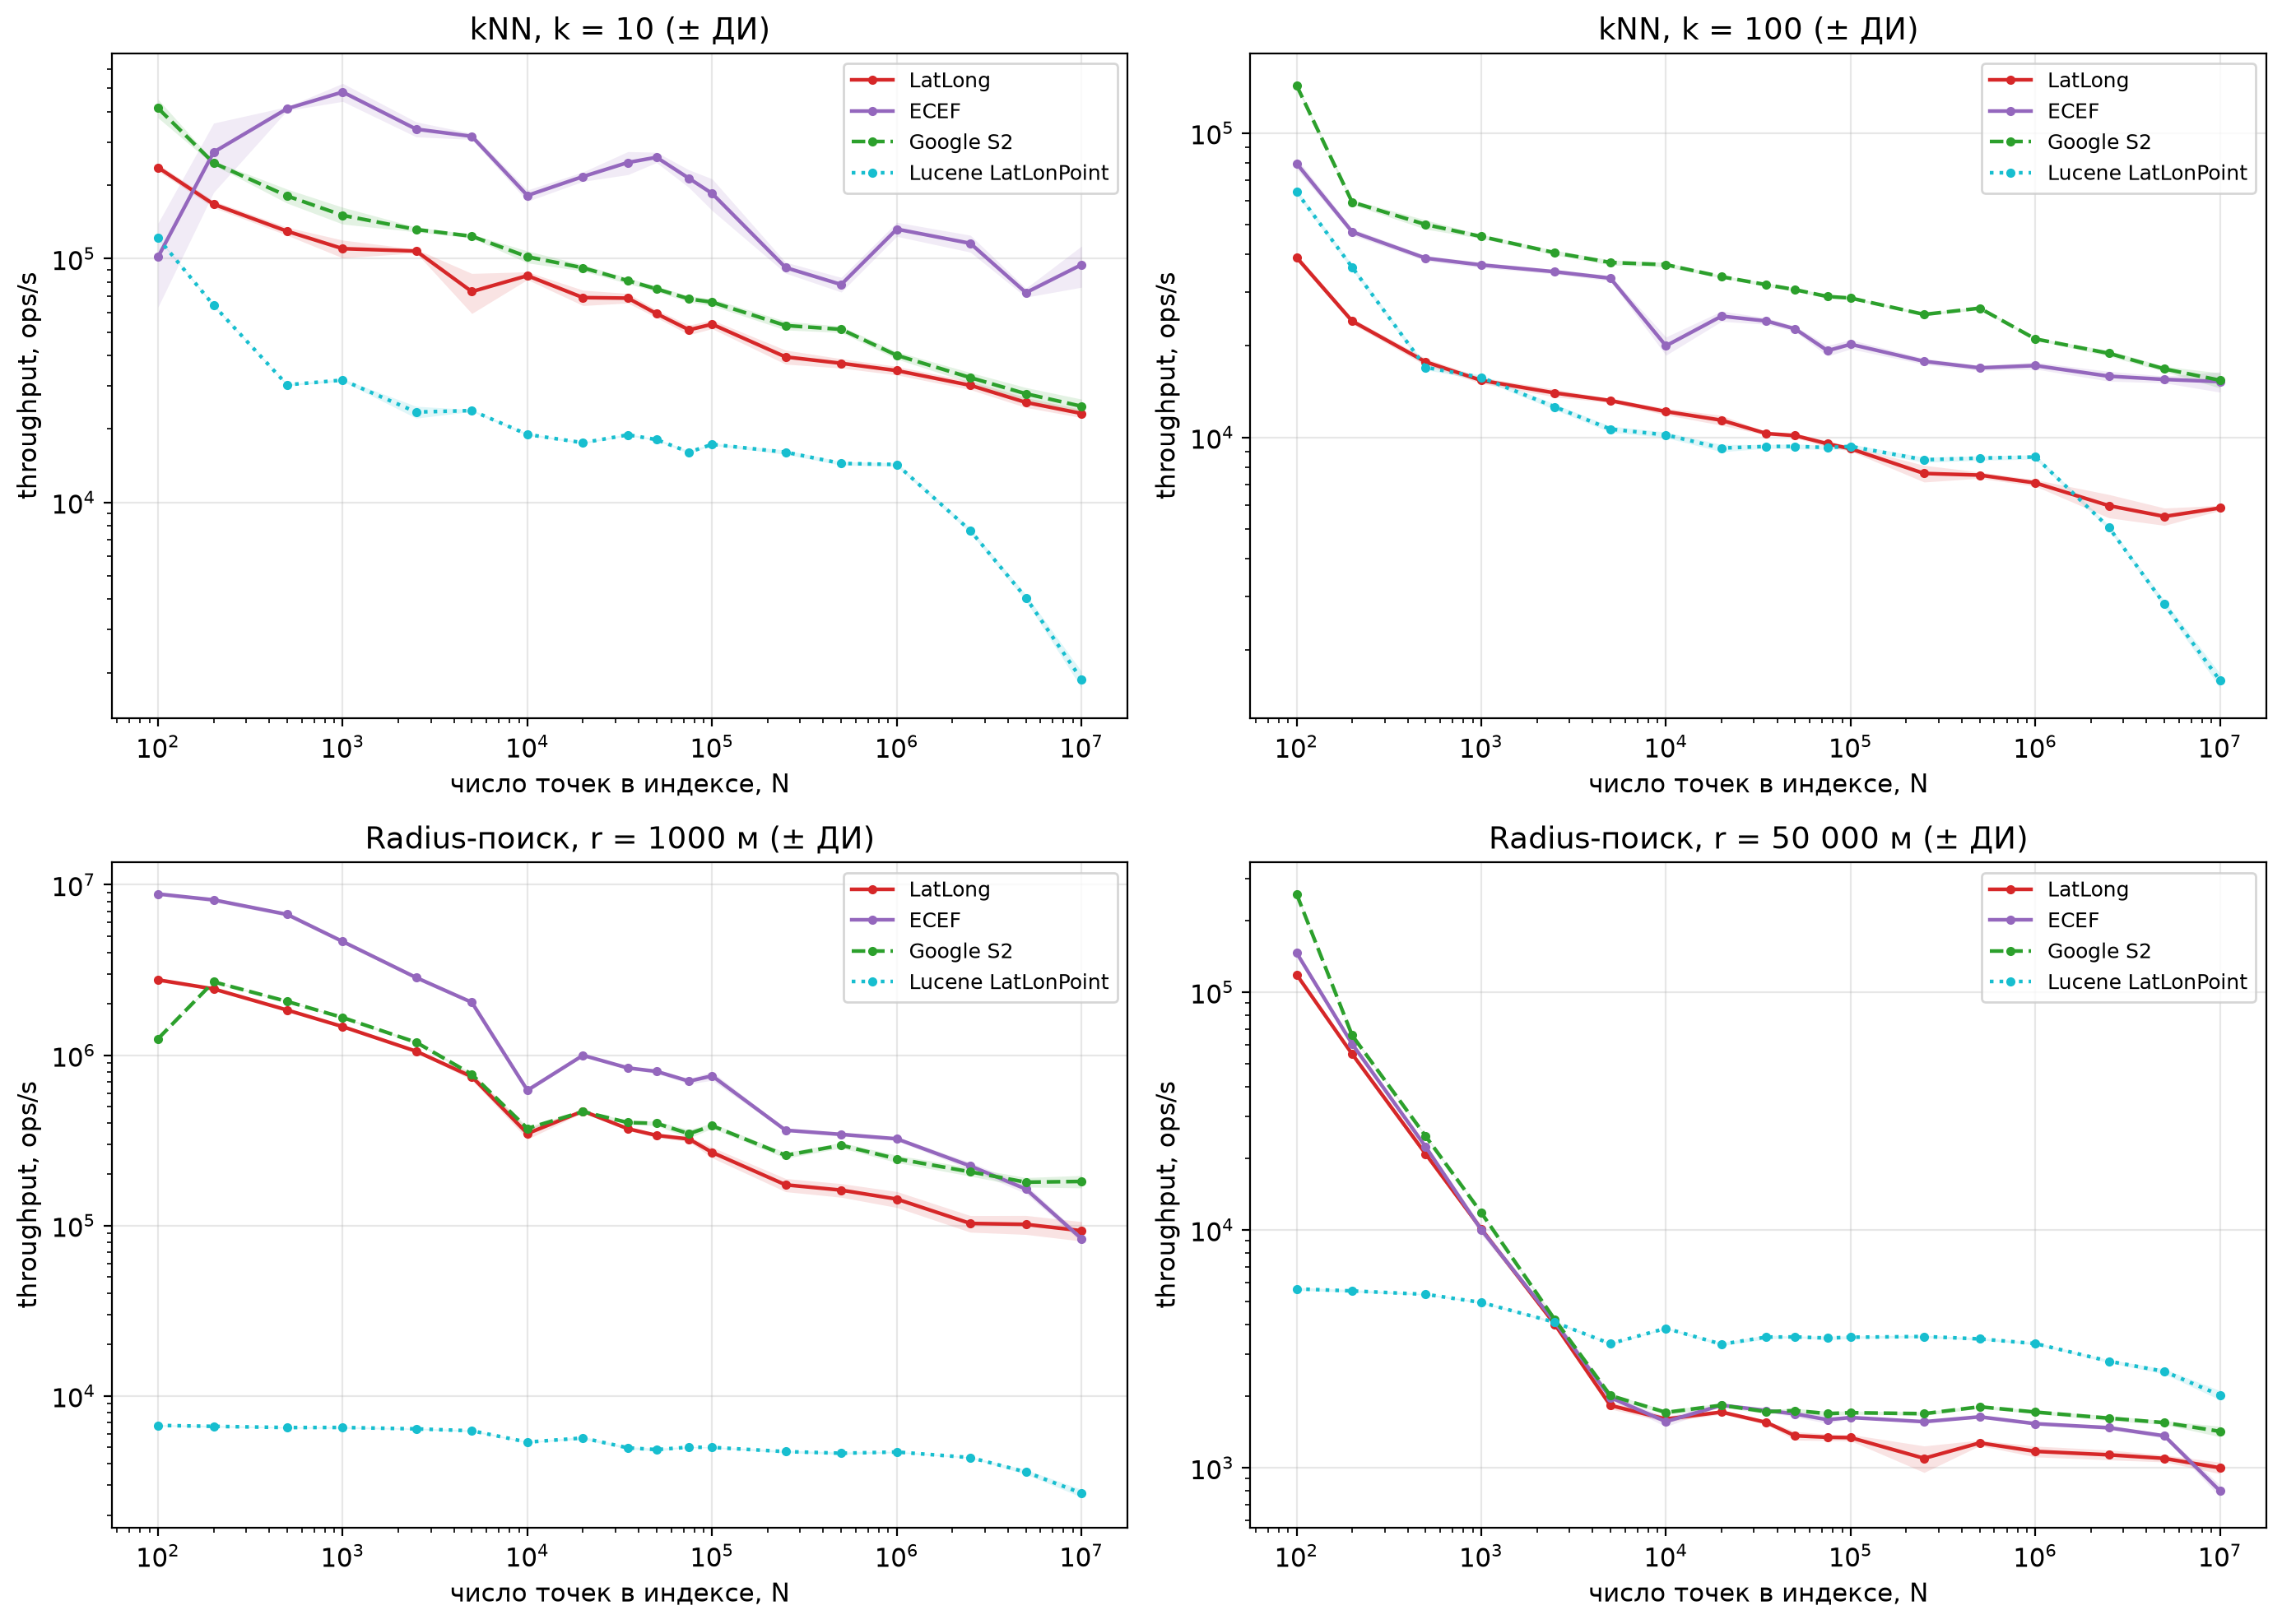 kNN, k = 10 (± ДИ)
throughput, ops/s
10⁵
10⁴
LatLong
ECEF
Google S2
Lucene LatLonPoint
10² 10³ 10⁴ 10⁵ 10⁶ 10⁷
число точек в индексе, N
kNN, k = 100 (± ДИ)
throughput, ops/s
10⁵
10⁴
LatLong
ECEF
Google S2
Lucene LatLonPoint
10² 10³ 10⁴ 10⁵ 10⁶ 10⁷
число точек в индексе, N
Radius-поиск, r = 1000 м (± ДИ)
throughput, ops/s
10⁷
10⁶
10⁵
10⁴
LatLong
ECEF
Google S2
Lucene LatLonPoint
10² 10³ 10⁴ 10⁵ 10⁶ 10⁷
число точек в индексе, N
Radius-поиск, r = 50 000 м (± ДИ)
throughput, ops/s
10⁵
10⁴
10³
LatLong
ECEF
Google S2
Lucene LatLonPoint
10² 10³ 10⁴ 10⁵ 10⁶ 10⁷
число точек в индексе, N